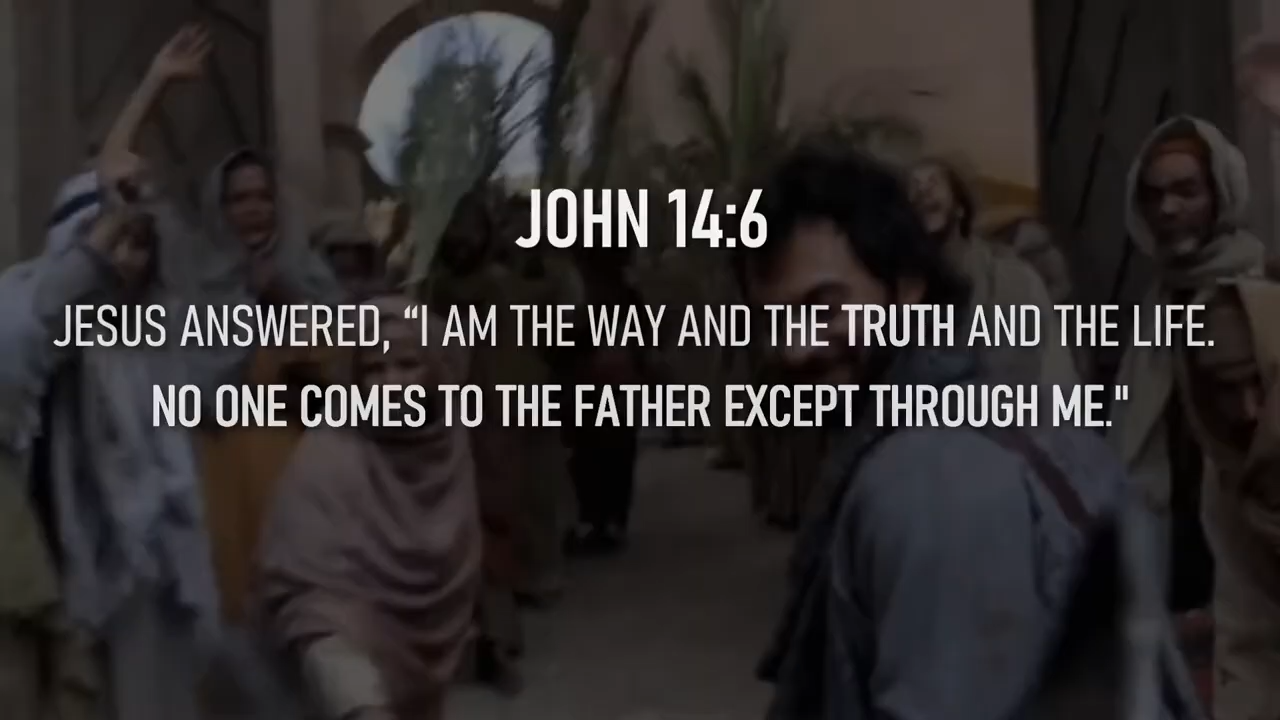 JOHN 14:6
JESUS ANSWERED, “I AM THE WAY AND THE TRUTH AND THE LIFE.
NO ONE COMES TO THE FATHER EXCEPT THROUGH ME."